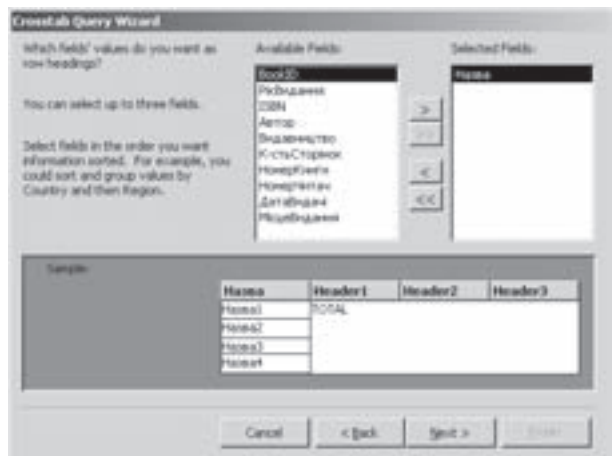 Crosstab Query Wizard
Which fields' values do you want as
row headings?
You can select up to three fields.
Select fields in the order you want
information sorted. For example, you
could sort and group values by
Country and then Region.
Available Fields:
BookID
РікВидання
ISBN
Автор
Видавництво
К-стьСторінок
НомерКниги
НомерЧитач
ДатаВидачі
МісцеВидання
>
>>
<
<<
Selected Fields:
Назва
Sample:
Назва Header1 Header2 Header3
Назва1 TOTAL
Назва2
Назва3
Назва4
Cancel < Back Next >